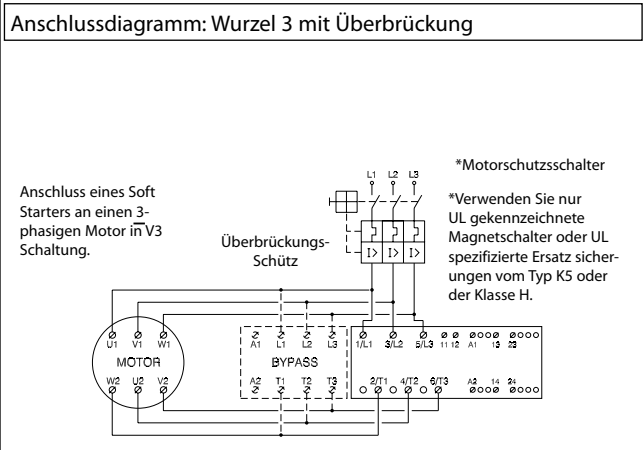 Anschlussdiagramm: Wurzel 3 mit Überbrückung
L1 L2 L3
*Motorschutzsschalter
Anschluss eines Soft
Starters an einen 3-
phasigen Motor in √3
Schaltung.
*Verwenden Sie nur
UL gekennzeichnete
Magnetschalter oder UL
spezifizierte Ersatz sicher-
ungen vom Typ K5 oder
der Klasse H.
Überbrückungs-
Schütz
I> I> I>
U1 V1 W1
MOTOR
W2 U2 V2
A1 L1 L2 L3
BYPASS
A2 T1 T2 T3
1/L1 3/L2 5/L3 11 12 A1 13 23
2/T1 4/T2 6/T3 A2 14 24